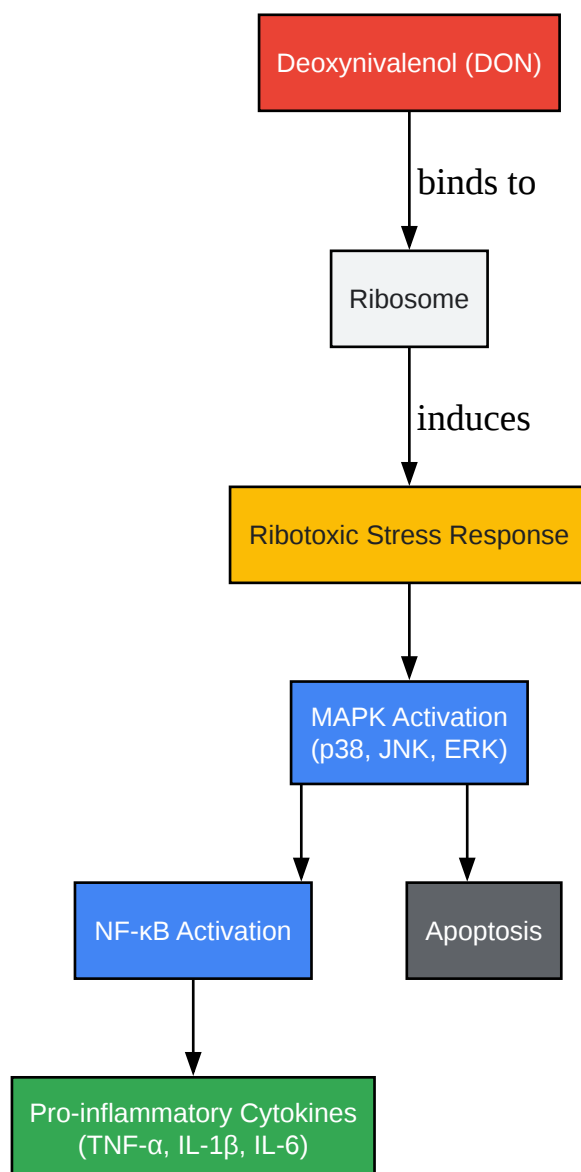 Deoxynivalenol (DON)
binds to
Ribosome
induces
Ribotoxic Stress Response
MAPK Activation
(p38, JNK, ERK)
NF-κB Activation
Apoptosis
Pro-inflammatory Cytokines
(TNF-α, IL-1β, IL-6)